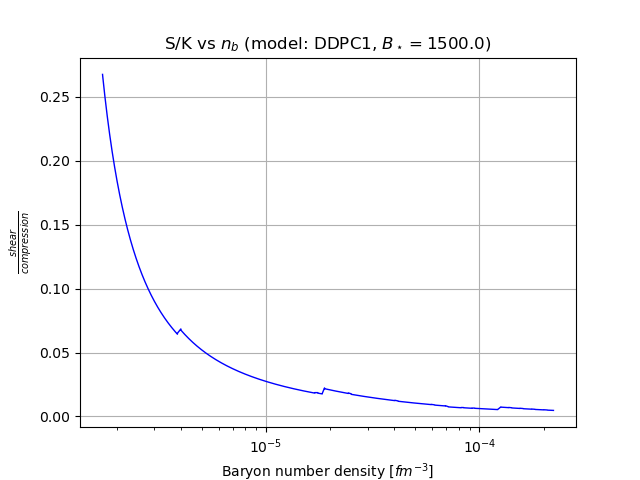 S/K vs n_b (model: DDPC1, B⋆ = 1500.0)
0.25
0.20
0.15
0.10
0.05
0.00
shear
compression
10^{-5}
10^{-4}
Baryon number density [fm^{-3}]